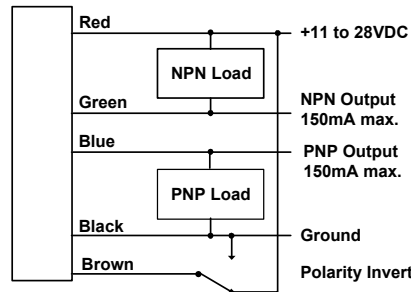 Red
+11 to 28VDC
NPN Load
Green
NPN Output
150mA max.
Blue
PNP Output
150mA max.
PNP Load
Black
Ground
Brown
Polarity Invert